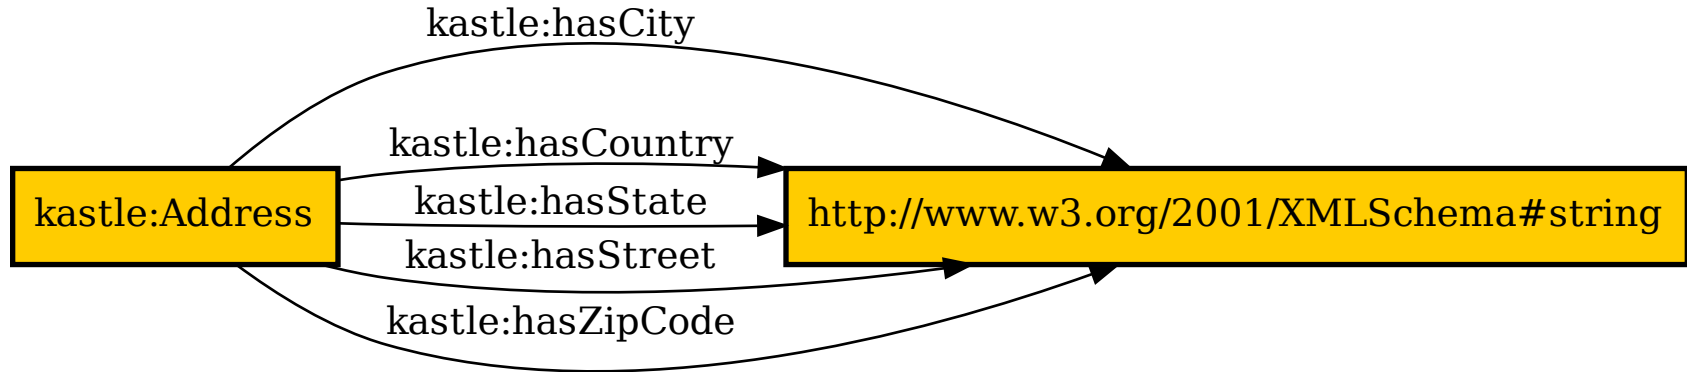 kastle:hasCity
kastle:hasCountry
kastle:hasState
kastle:Address
http://www.w3.org/2001/XMLSchema#string
kastle:hasStreet
kastle:hasZipCode